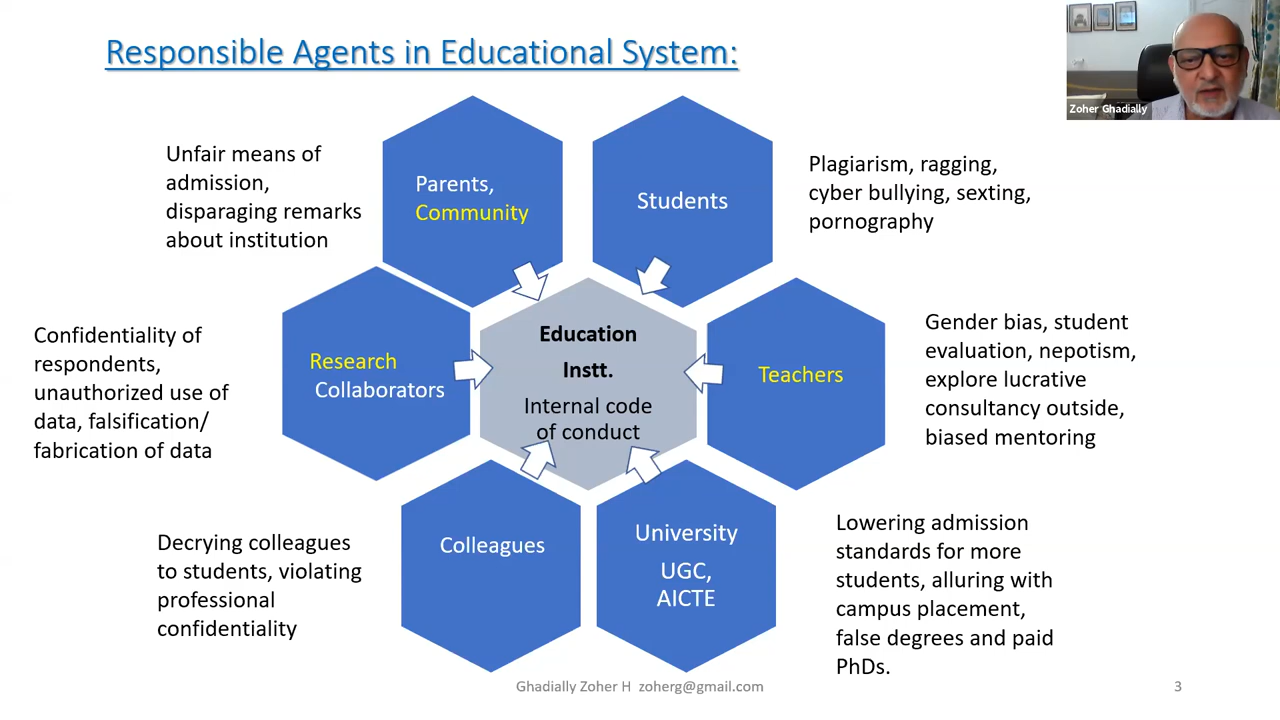 Responsible Agents in Educational System:
Zoher Ghadially
Unfair means of
admission,
disparaging remarks
about institution
Parents,
Community
Students
Plagiarism, ragging,
cyber bullying, sexting,
pornography
Confidentiality of
respondents,
unauthorized use of
data, falsification/
fabrication of data
Research
Collaborators
Education
Instt.
Internal code
of conduct
Teachers
Gender bias, student
evaluation, nepotism,
explore lucrative
consultancy outside,
biased mentoring
Decrying colleagues
to students, violating
professional
confidentiality
Colleagues
University
UGC,
AICTE
Lowering admission
standards for more
students, alluring with
campus placement,
false degrees and paid
PhDs.
Ghadially Zoher H zoherg@gmail.com
3